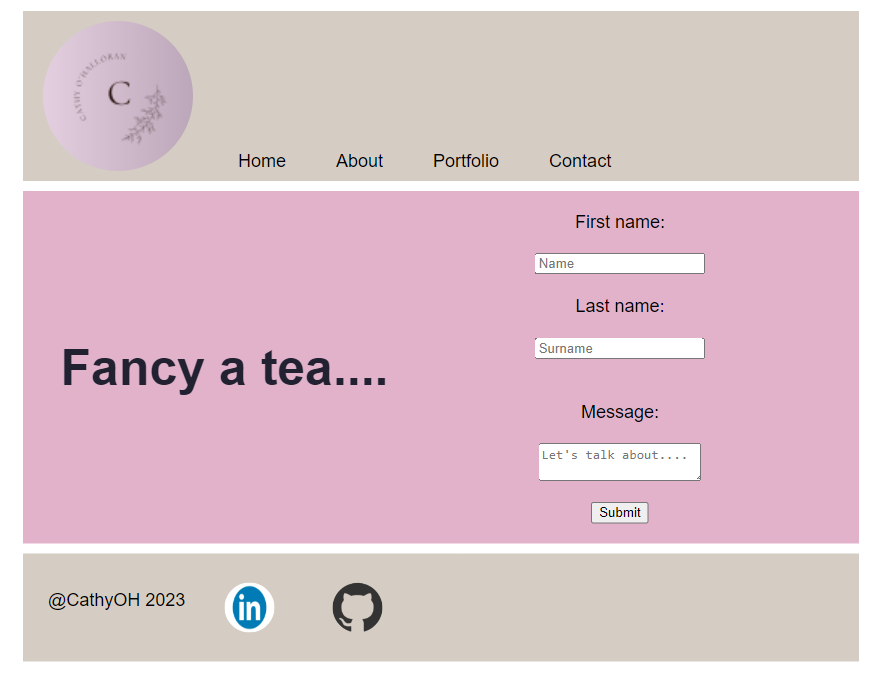 CATHY O'HALLORAN
C
Home About Portfolio Contact
First name:
Name
Last name:
Surname
Fancy a tea....
Message:
Let's talk about....
Submit
@CathyOH 2023 in